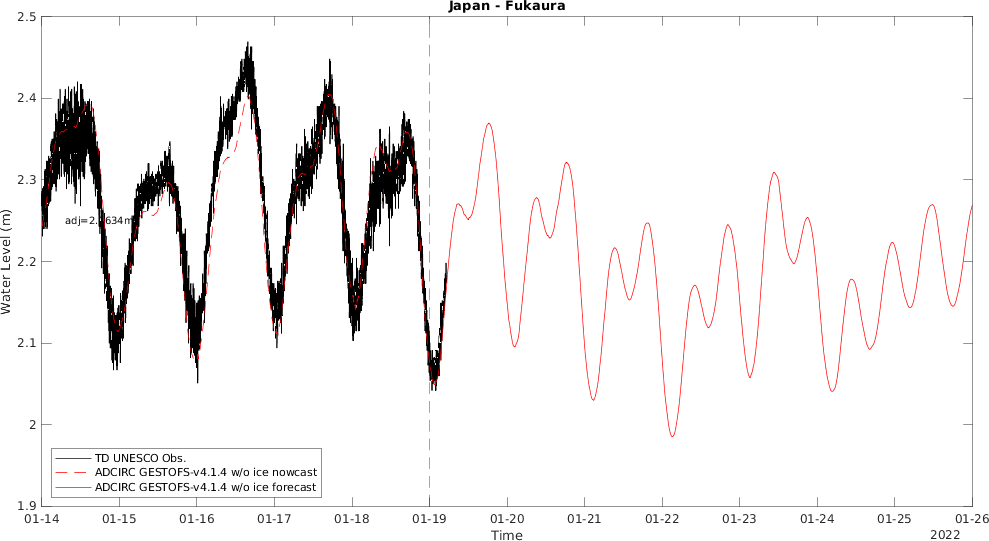 Japan - Fukaura
2.5
2.4
2.3
2.2
2.1
2
1.9
Water Level (m)
TD UNESCO Obs.
ADCIRC GESTOFS-v4.1.4 w/o ice nowcast
ADCIRC GESTOFS-v4.1.4 w/o ice forecast
01-14 01-15 01-16 01-17 01-18 01-19 01-20 01-21 01-22 01-23 01-24 01-25 01-26
Time
2022